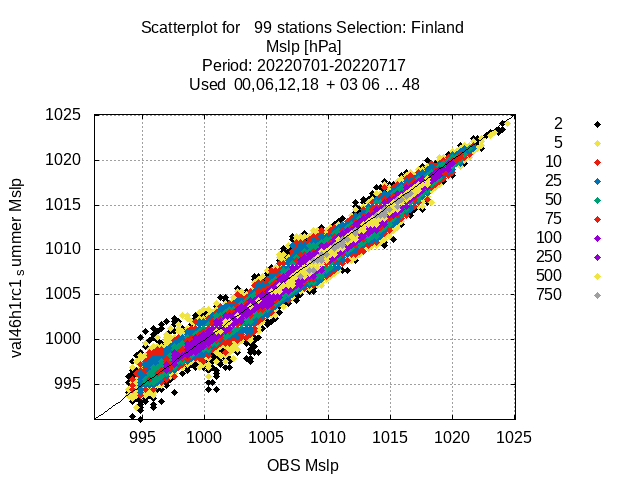 Scatterplot for   99 stations Selection: Finland
Mslp [hPa]
Period: 20220701-20220717
Used  00,06,12,18  + 03 06 ... 48
1025
1020
1015
1010
1005
1000
995
val46h1rc1 summer Mslp
2
5
10
25
50
75
100
250
500
750
995 1000 1005 1010 1015 1020 1025
OBS Mslp